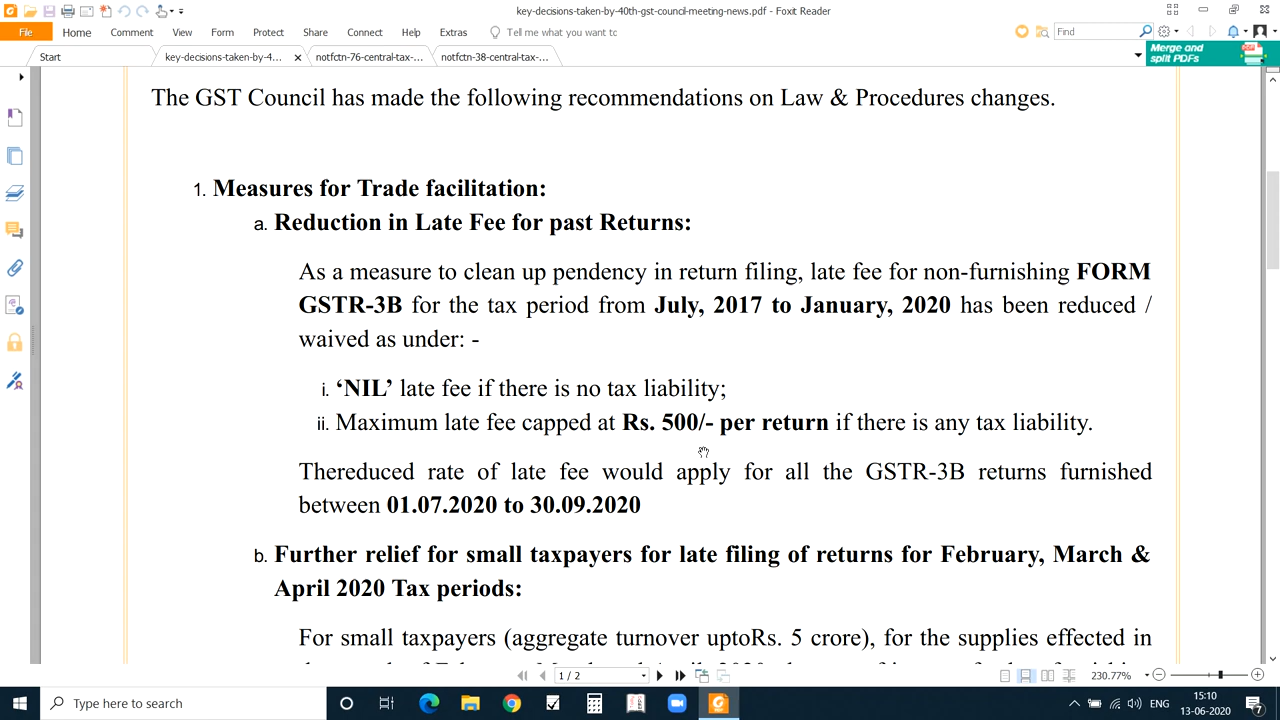 key-decisions-taken-by-40th-gst-council-meeting-news.pdf - Foxit Reader
File Home Comment View Form Protect Share Connect Help Extras Tell me what you want tc Find
Start key-decisions-taken-by-4... notfctn-76-central-tax-... notfctn-38-central-tax-... Merge and split PDFs
The GST Council has made the following recommendations on Law & Procedures changes.
1. Measures for Trade facilitation:
a. Reduction in Late Fee for past Returns:
As a measure to clean up pendency in return filing, late fee for non-furnishing FORM
GSTR-3B for the tax period from July, 2017 to January, 2020 has been reduced /
waived as under: -
i. ‘NIL’ late fee if there is no tax liability;
ii. Maximum late fee capped at Rs. 500/- per return if there is any tax liability.
Thereduced rate of late fee would apply for all the GSTR-3B returns furnished
between 01.07.2020 to 30.09.2020
b. Further relief for small taxpayers for late filing of returns for February, March &
April 2020 Tax periods:
For small taxpayers (aggregate turnover uptoRs. 5 crore), for the supplies effected in
1 / 2 230.77%
Type here to search ENG 15:10
13-06-2020 7